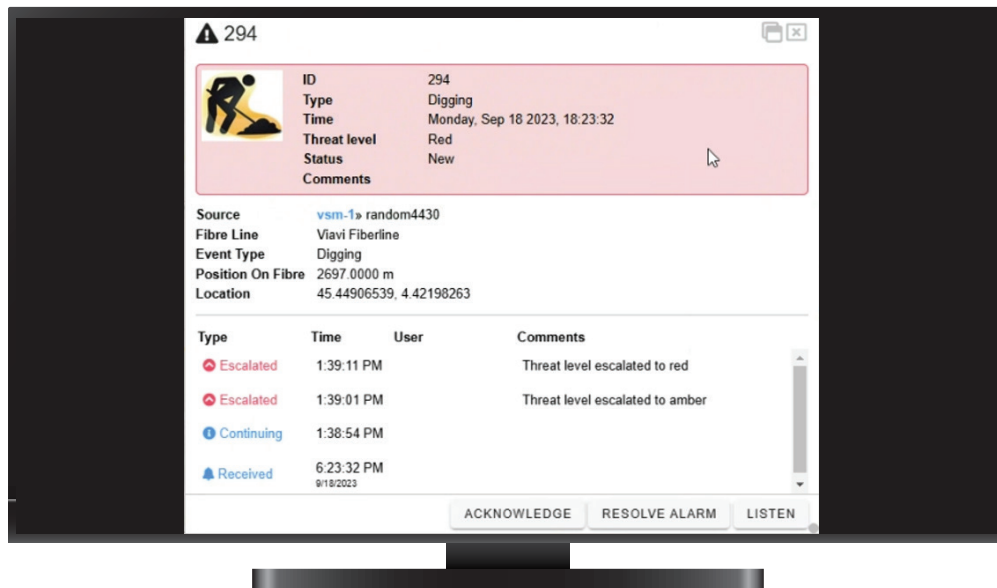 294
ID 294
Type Digging
Time Monday, Sep 18 2023, 18:23:32
Threat level Red
Status New
Comments
Source vsm-1» random4430
Fibre Line Viavi Fiberline
Event Type Digging
Position On Fibre 2697.0000 m
Location 45.44906539, 4.42198263
Type Time User Comments
Escalated 1:39:11 PM Threat level escalated to red
Escalated 1:39:01 PM Threat level escalated to amber
Continuing 1:38:54 PM
Received 6:23:32 PM
9/18/2023
ACKNOWLEDGE RESOLVE ALARM LISTEN